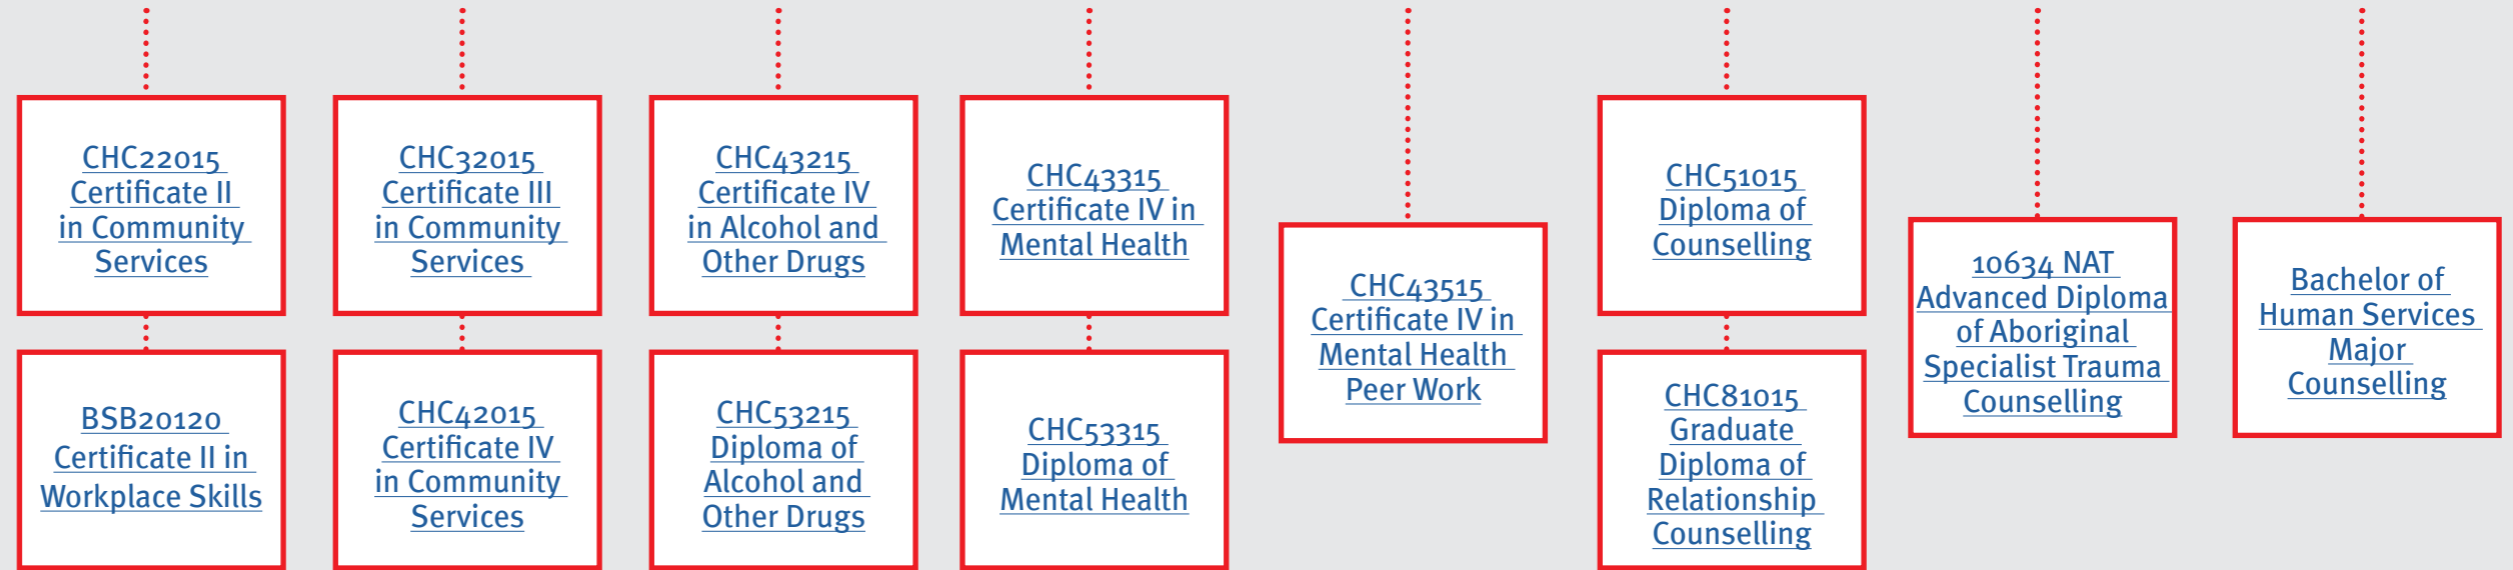 CHC22015
Certificate II
in Community
Services
BSB20120
Certificate II in
Workplace Skills
CHC32015
Certificate III
in Community
Services
CHC42015
Certificate IV
in Community
Services
CHC43215
Certificate IV
in Alcohol and
Other Drugs
CHC53215
Diploma of
Alcohol and
Other Drugs
CHC43315
Certificate IV in
Mental Health
CHC53315
Diploma of
Mental Health
CHC43515
Certificate IV in
Mental Health
Peer Work
CHC51015
Diploma of
Counselling
CHC81015
Graduate
Diploma of
Relationship
Counselling
10634 NAT
Advanced Diploma
of Aboriginal
Specialist Trauma
Counselling
Bachelor of
Human Services
Major
Counselling